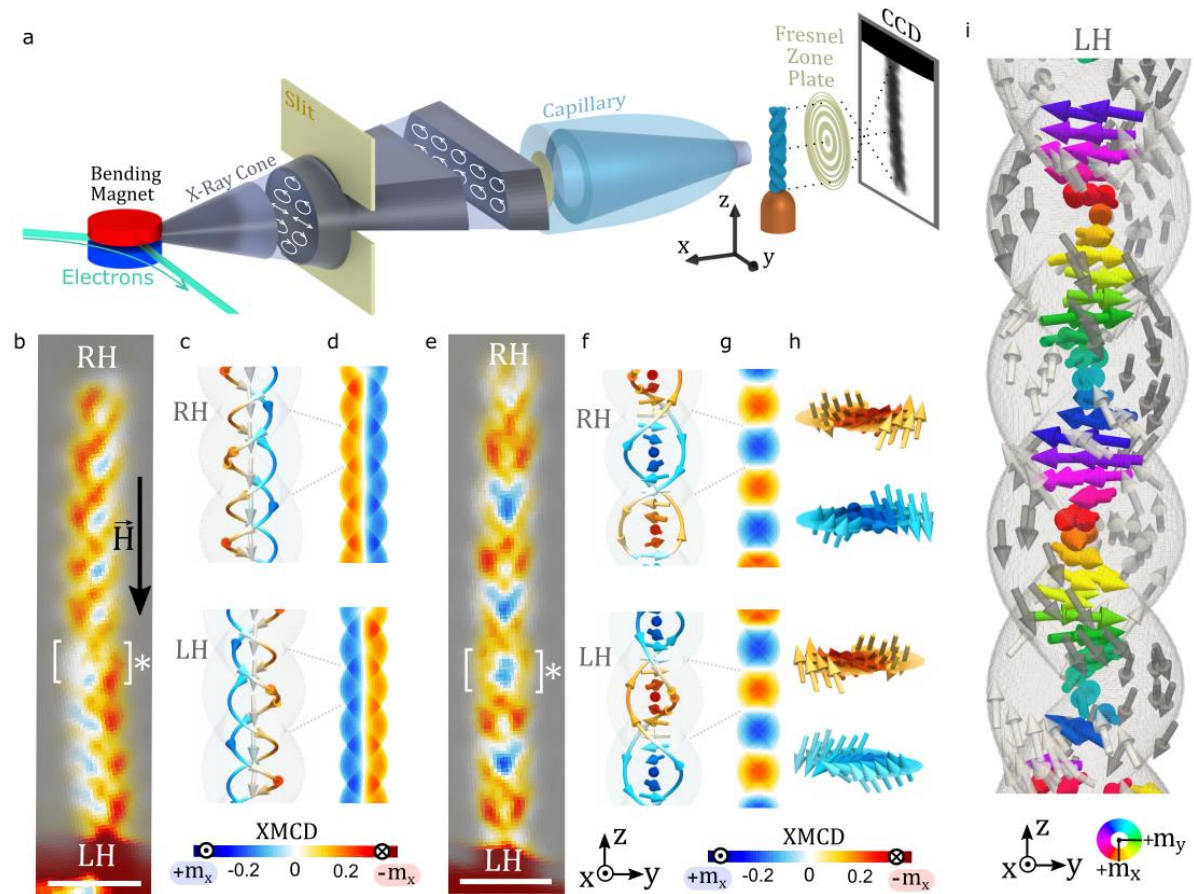 a
Bending
Magnet
Electrons
X-Ray Cone
Slit
Capillary
Fresnel
Zone
Plate
CCD
z
x
y
b
RH
H
*
LH
c
RH
LH
d
XMCD
+mx
-0.2
0
0.2
-mx
e
RH
*
LH
f
RH
LH
z
x
y
g
h
XMCD
+mx
-0.2
0
0.2
-mx
i
LH
z
x
y
+my
+mx